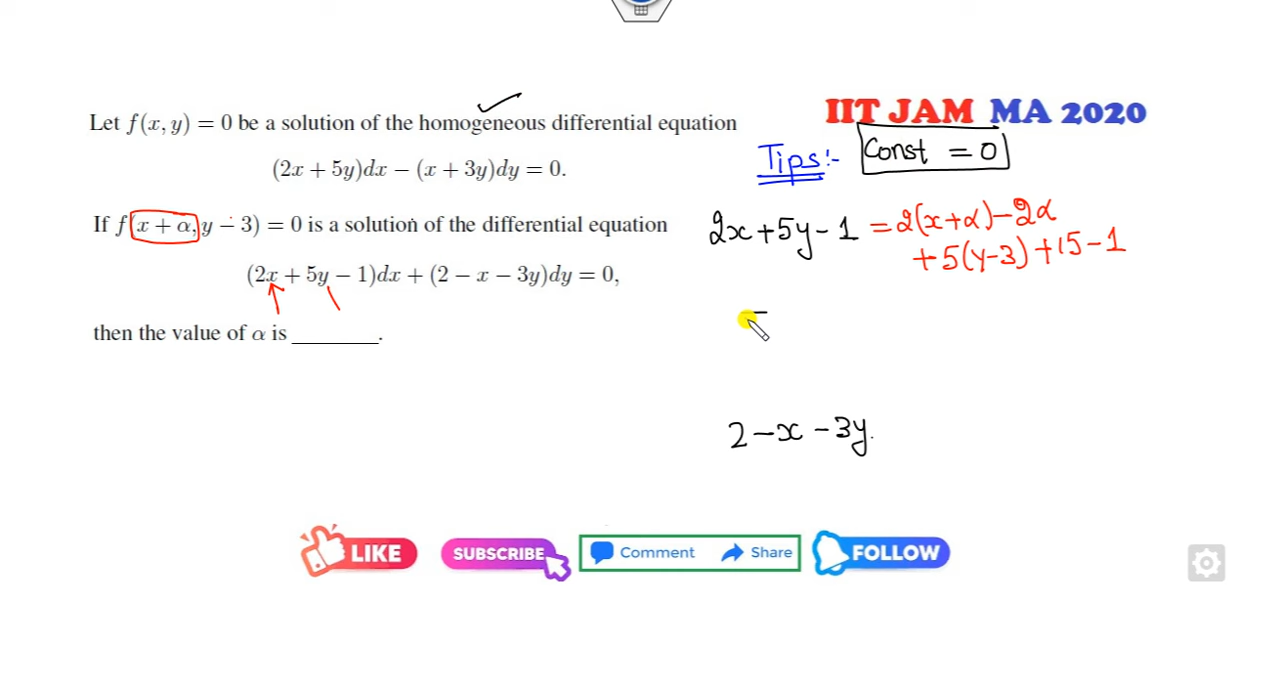 Let f(x, y) = 0 be a solution of the homogeneous differential equation
(2x + 5y)dx − (x + 3y)dy = 0.
If f(x + α, y − 3) = 0 is a solution of the differential equation
(2x + 5y − 1)dx + (2 − x − 3y)dy = 0,
then the value of α is ________.
IIT JAM MA 2020
Tips:- Const = 0
2x + 5y − 1 = 2(x+α) − 2α
+ 5(y−3) + 15 − 1
2 − x − 3y.
LIKE SUBSCRIBE Comment Share FOLLOW